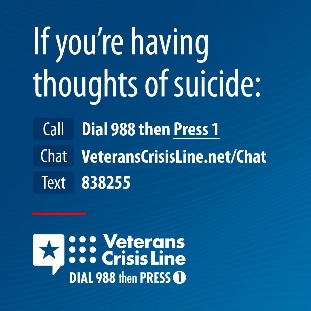 If you're having
thoughts of suicide:
Call Dial 988 then Press 1
Chat VeteransCrisisLine.net/Chat
Text 838255
Veterans
Crisis Line
DIAL 988 then PRESS 1